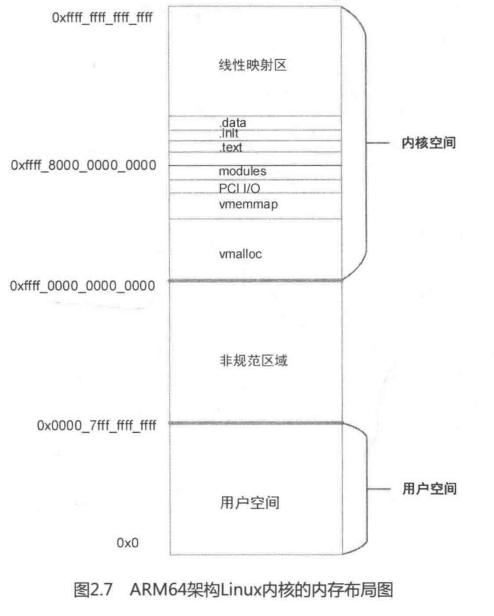 0xffff_ffff_ffff_ffff
线性映射区
.data
.init
.text
内核空间
0xffff_8000_0000_0000
modules
PCI I/O
vmemmap
vmalloc
0xffff_0000_0000_0000
非规范区域
0x0000_7fff_ffff_ffff
用户空间
用户空间
0x0
图2.7 ARM64架构Linux内核的内存布局图